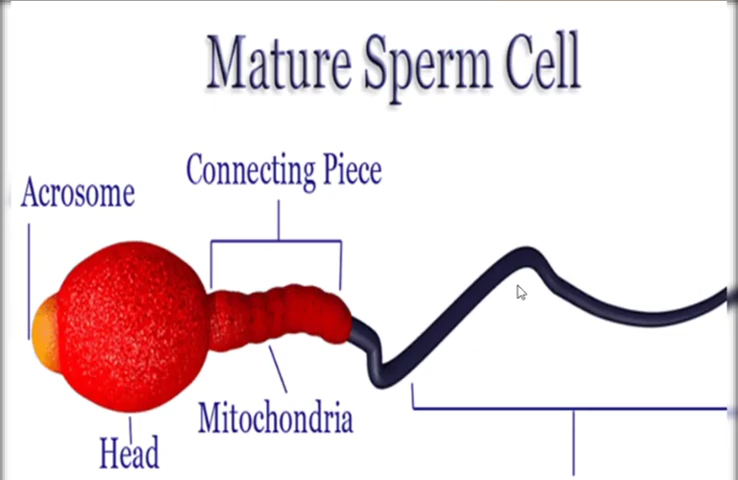 Mature Sperm Cell
Connecting Piece
Acrosome
Mitochondria
Head